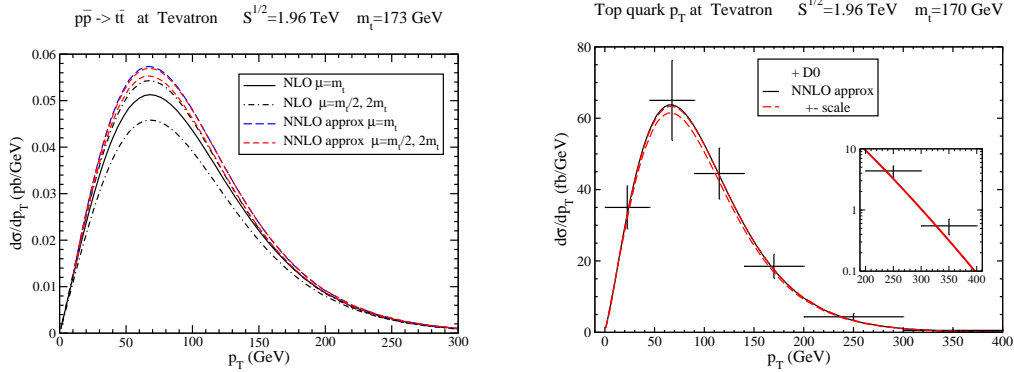 pp̅ -> tt̅ at Tevatron S^1/2=1.96 TeV m_t=173 GeV
0.06
0.05
0.04
0.03
0.02
0.01
0
dσ/dp_T (pb/GeV)
NLO μ=m_t
NLO μ=m_t/2, 2m_t
NNLO approx μ=m_t
NNLO approx μ=m_t/2, 2m_t
0 50 100 150 200 250 300
p_T (GeV)
Top quark p_T at Tevatron S^1/2=1.96 TeV m_t=170 GeV
80
60
40
20
0
dσ/dp_T (fb/GeV)
+ D0
NNLO approx
+- scale
10
1
0.1
200 250 300 350 400
0 50 100 150 200 250 300 400
p_T (GeV)